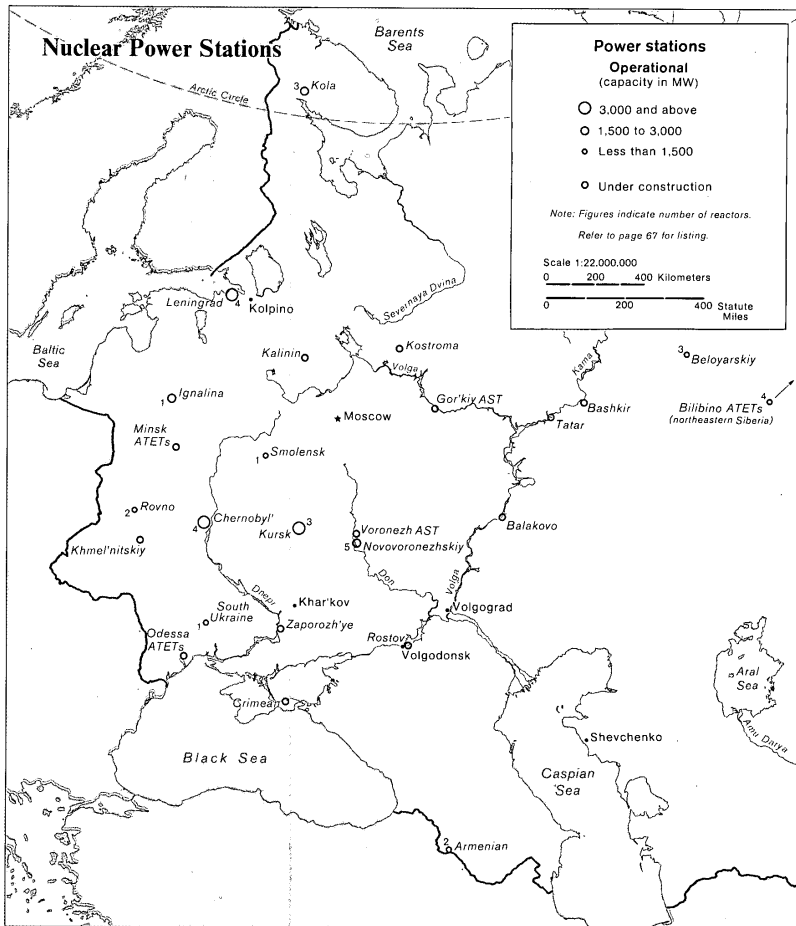 Nuclear Power Stations
Barents
Sea
3 Kola
Arctic Circle
Power stations
Operational
(capacity in MW)
3,000 and above
1,500 to 3,000
Less than 1,500
Under construction
Note: Figures indicate number of reactors.
Refer to page 67 for listing.
Scale 1:22,000,000
0 200 400 Kilometers
0 200 400 Statute
Miles
Severnaya Dvina
Leningrad 4
Kolpino
Baltic
Sea
Kalinin
Kostroma
Volga
Kama
3
Beloyarskiy
1 Ignalina
Gor'kiy AST
Bashkir
4
Bilibino ATETs
(northeastern Siberia)
Moscow
Tatar
Minsk
ATETs
1 Smolensk
2 Rovno
4 Chernobyl'
Kursk 3
Voronezh AST
5 Novovoronezhskiy
Balakovo
Khmel'nitskiy
Don
Volga
Dnepr
Khar'kov
Volgograd
South
Ukraine
1
Zaporozh'ye
Odessa
ATETs
Rostov
Volgodonsk
Aral
Sea
Crimean
Amu Darya
Shevchenko
Black Sea
Caspian
Sea
2 Armenian